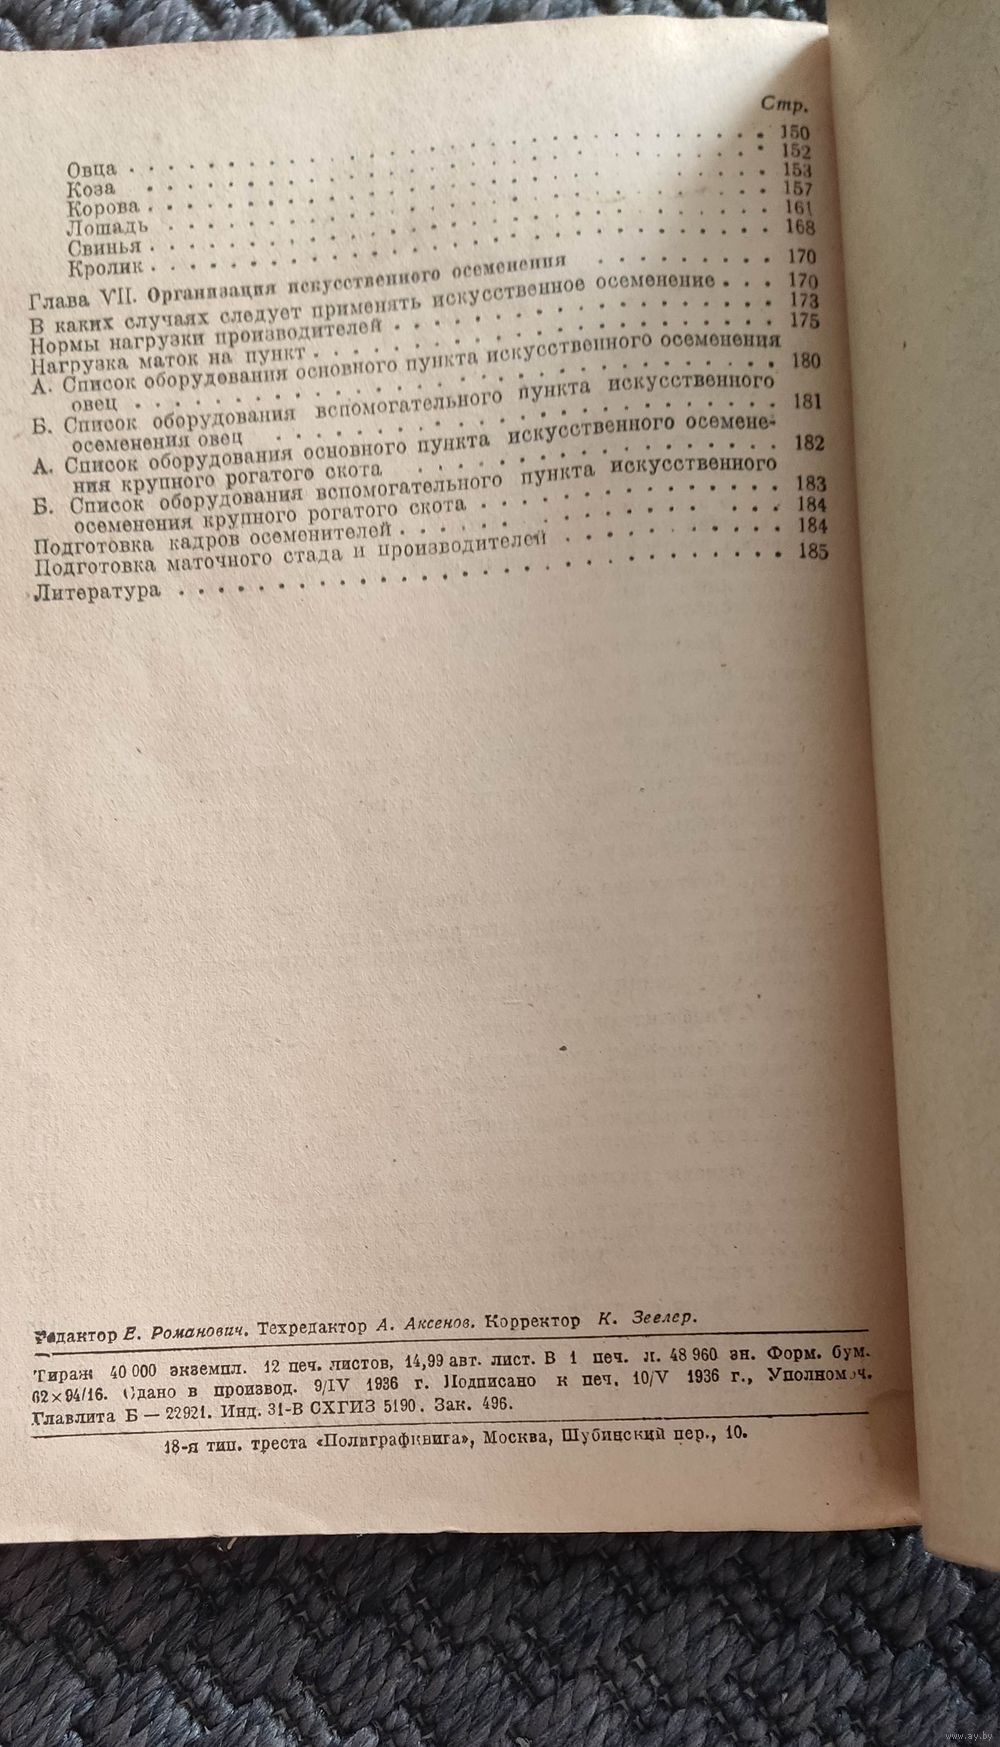 Стр.
Овца . . . 150
Коза . . . 152
Корова . . . 153
Лошадь . . . 157
Свинья . . . 161
Кролик . . . 168
Глава VII. Организация искусственного осеменения . . . 170
В каких случаях следует применять искусственное осеменение . . . 170
Нормы нагрузки производителей . . . 173
Нагрузка маток на пункт . . . 175
А. Список оборудования основного пункта искусственного осеменения
овец . . . 180
Б. Список оборудования вспомогательного пункта искусственного
осеменения овец . . . 181
А. Список оборудования основного пункта искусственного осемене-
ния крупного рогатого скота . . . 182
Б. Список оборудования вспомогательного пункта искусственного
осеменения крупного рогатого скота . . . 183
Подготовка кадров осеменителей . . . 184
Подготовка маточного стада и производителей . . . 184
Литература . . . 185
Редактор Е. Романович. Техредактор А. Аксенов. Корректор К. Зеелер.
Тираж 40 000 экземпл. 12 печ. листов, 14,99 авт. лист. В 1 печ. л. 48 960 зн. Форм. бум.
62×94/16. Сдано в производ. 9/IV 1936 г. Подписано к печ. 10/V 1936 г., Уполномоч.
Главлита Б — 22921. Инд. 31-В СХГИЗ 5190. Зак. 496.
18-я тип. треста «Полиграфкнига», Москва, Шубинский пер., 10.
www.ay.by